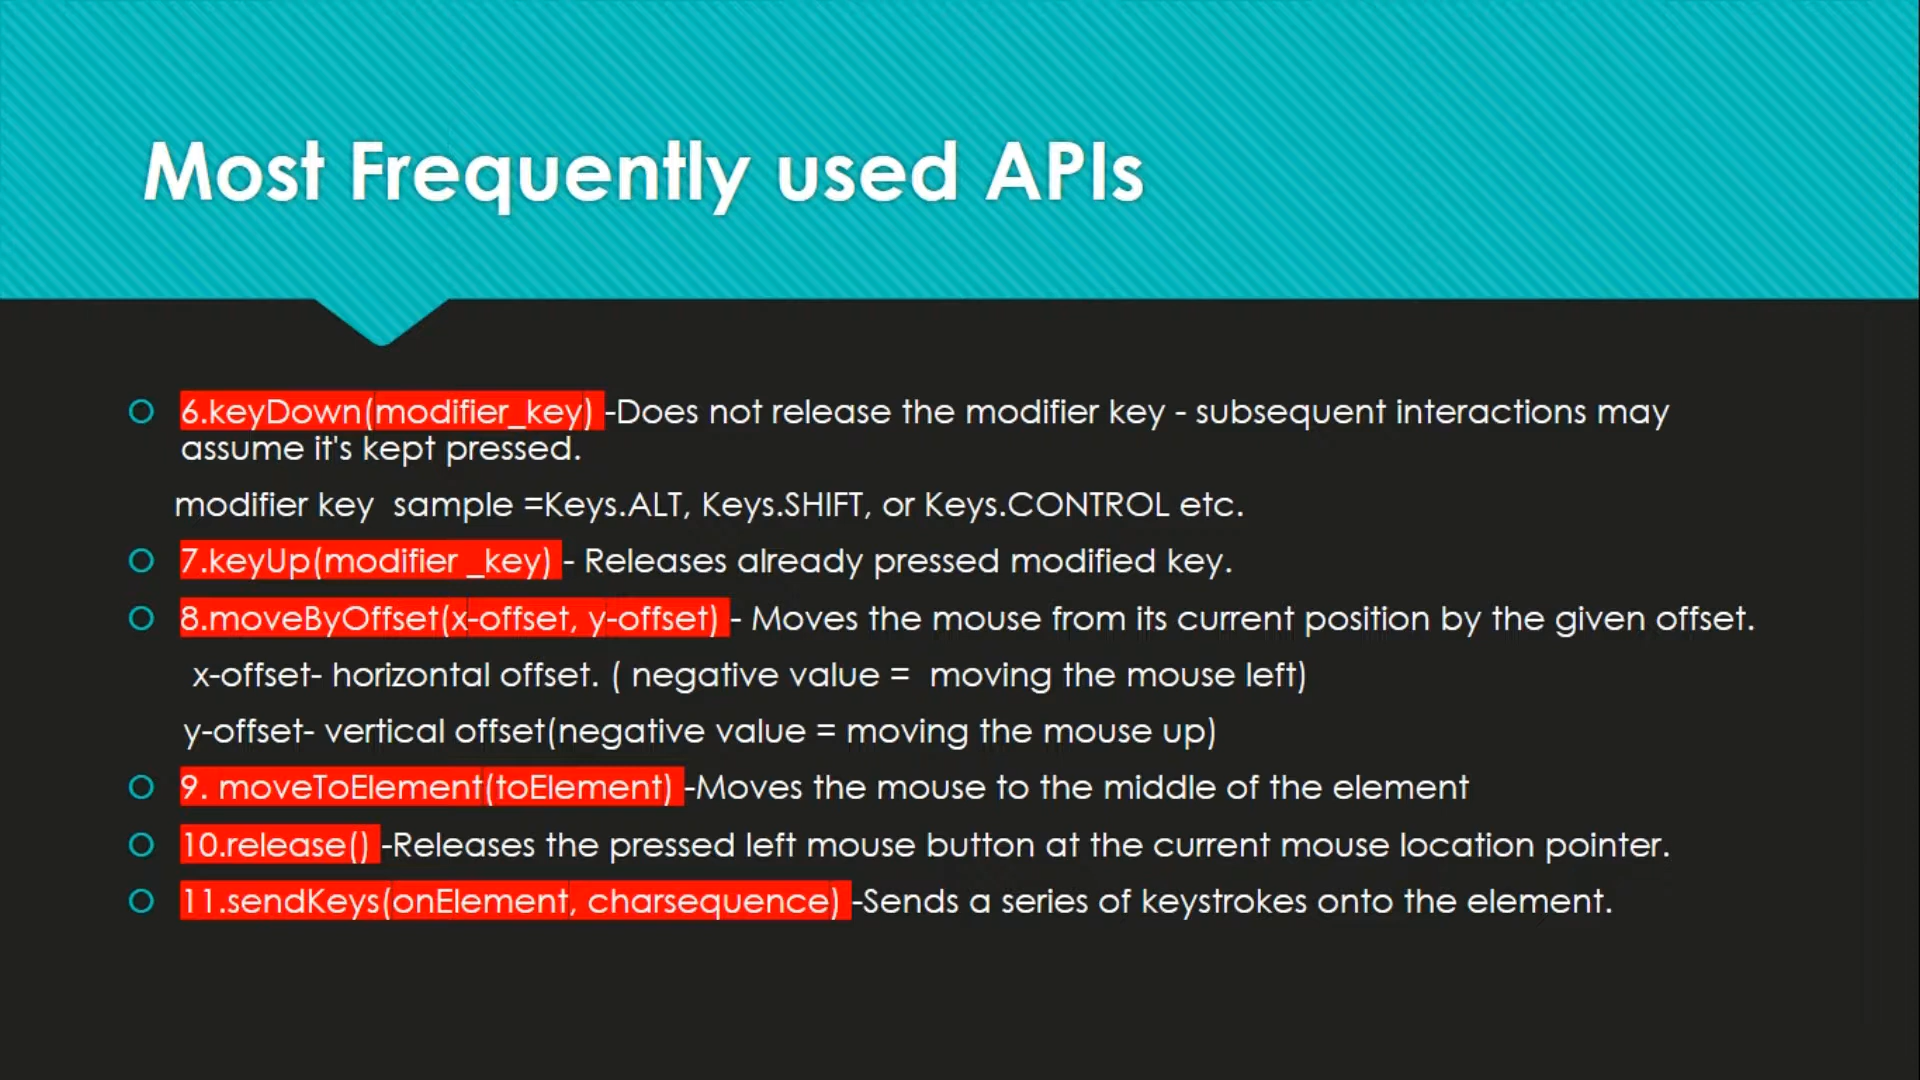 Most Frequently used APIs
6.keyDown(modifier_key) -Does not release the modifier key - subsequent interactions may
assume it's kept pressed.
modifier key  sample =Keys.ALT, Keys.SHIFT, or Keys.CONTROL etc.
7.keyUp(modifier _key) - Releases already pressed modified key.
8.moveByOffset(x-offset, y-offset) - Moves the mouse from its current position by the given offset.
x-offset- horizontal offset. ( negative value =  moving the mouse left)
y-offset- vertical offset(negative value = moving the mouse up)
9. moveToElement(toElement) -Moves the mouse to the middle of the element
10.release() -Releases the pressed left mouse button at the current mouse location pointer.
11.sendKeys(onElement, charsequence) -Sends a series of keystrokes onto the element.